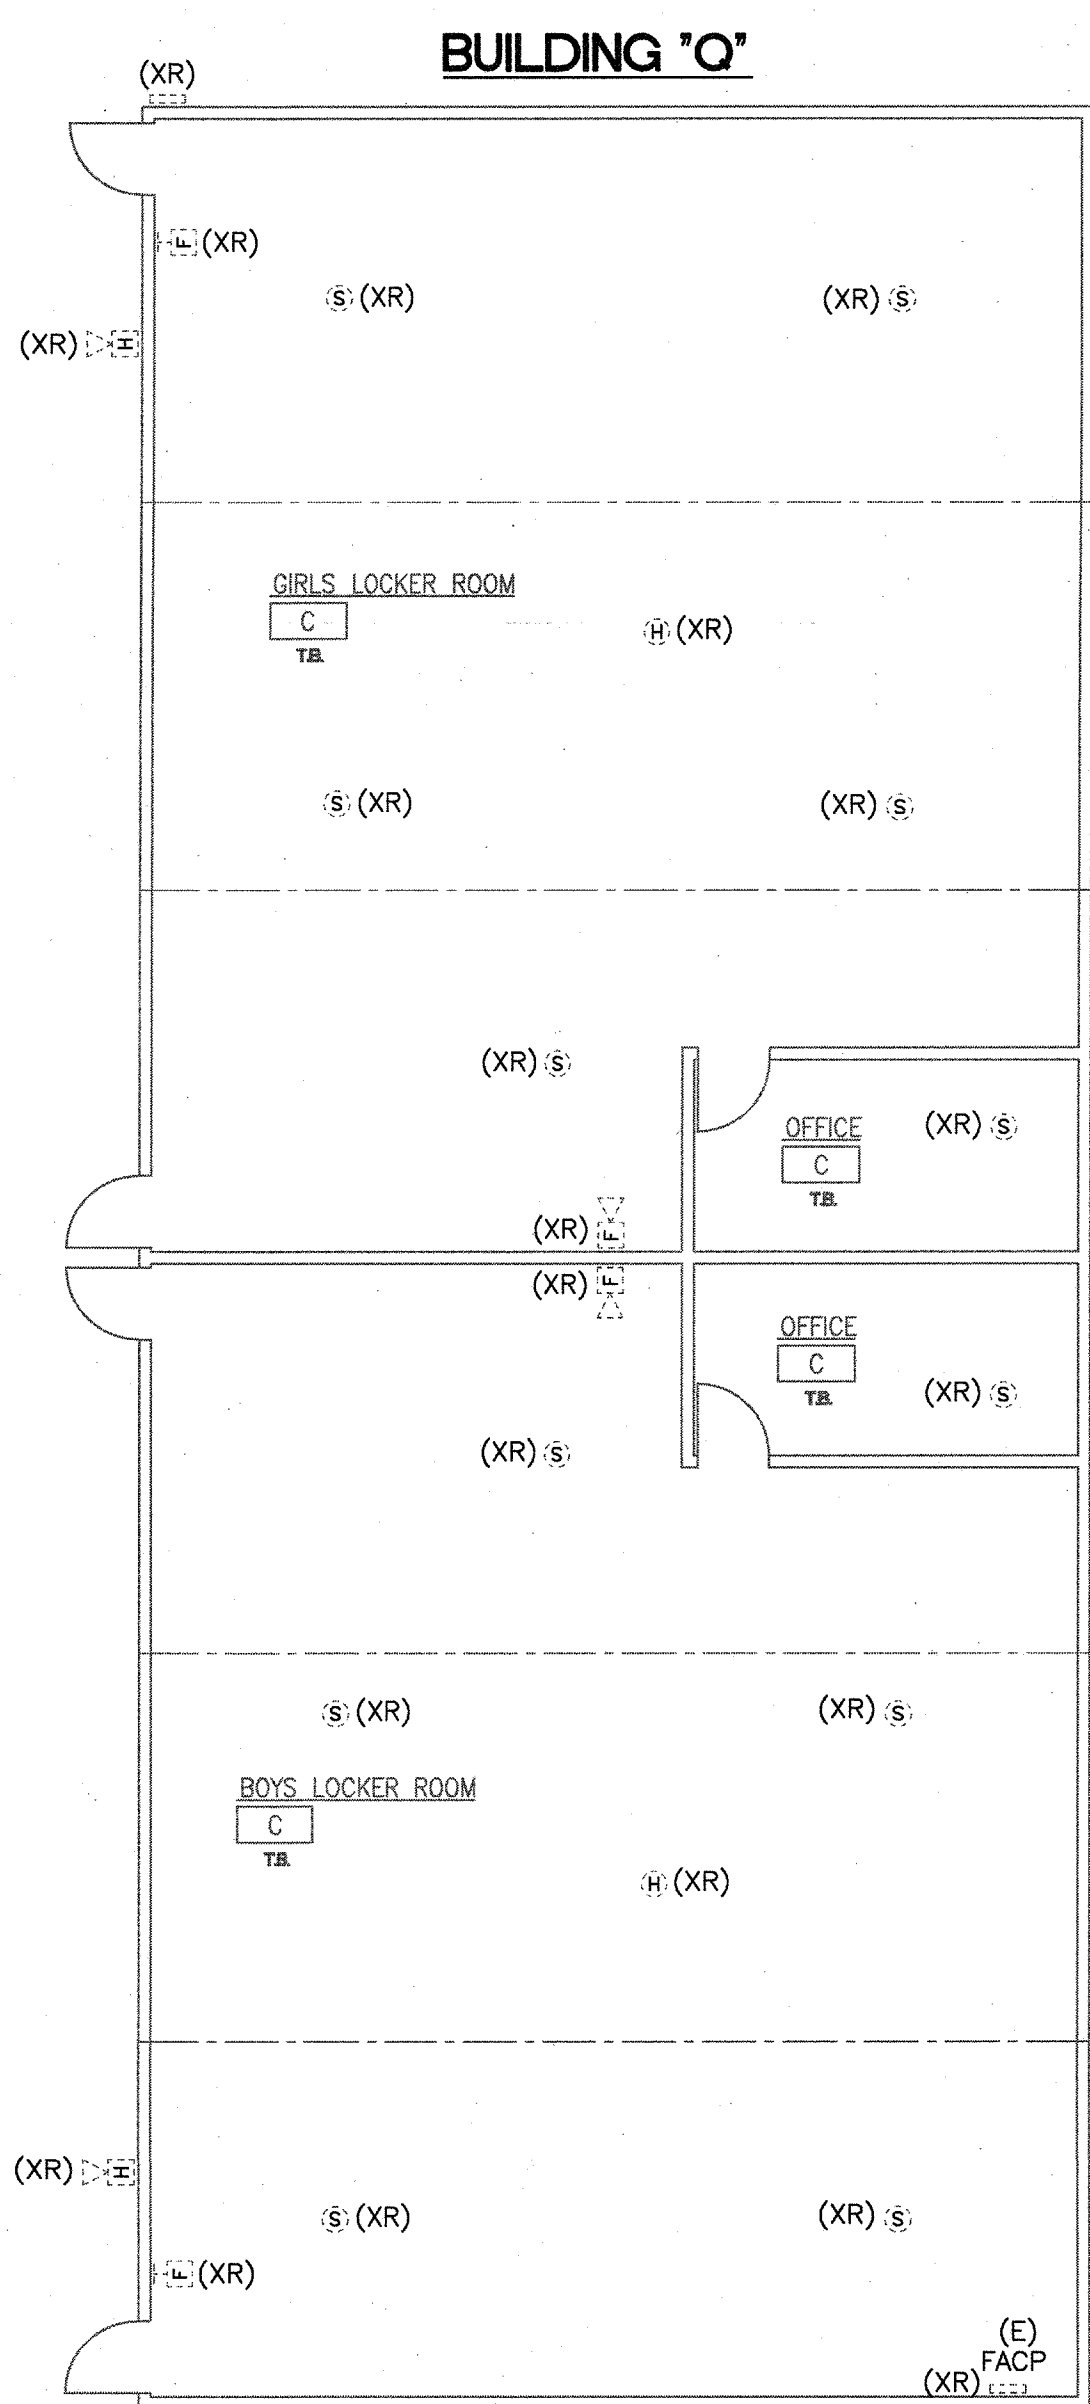 BUILDING "Q"
(XR)
F (XR)
S (XR)
(XR) S
(XR) H
GIRLS LOCKER ROOM
C
T.B.
H (XR)
S (XR)
(XR) S
(XR) S
(XR) S
OFFICE
C
T.B.
(XR) F
(XR) F
OFFICE
C
T.B.
(XR) S
(XR) S
S (XR)
(XR) S
BOYS LOCKER ROOM
C
T.B.
H (XR)
(XR) H
S (XR)
(XR) S
F (XR)
(E)
FACP
(XR)